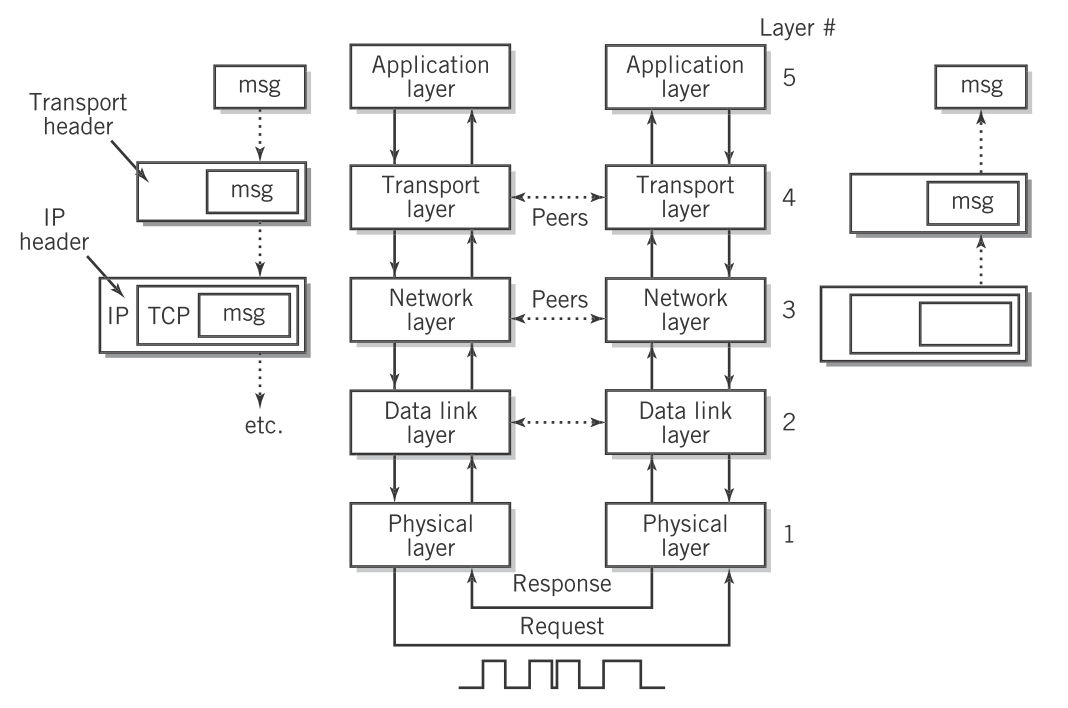 Layer #
Application
layer
Application
layer
5
msg
msg
Transport
header
msg
Transport
layer
Peers
Transport
layer
4
msg
IP
header
IP
TCP
msg
Network
layer
Peers
Network
layer
3
Data link
layer
Data link
layer
2
etc.
Physical
layer
Physical
layer
1
Response
Request